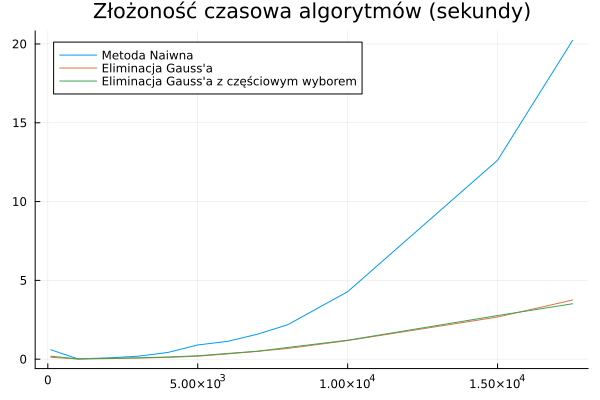 Złożoność czasowa algorytmów (sekundy)
Metoda Naiwna
Eliminacja Gauss'a
Eliminacja Gauss'a z częściowym wyborem
20
15
10
5
0
0 5.00×10³ 1.00×10⁴ 1.50×10⁴